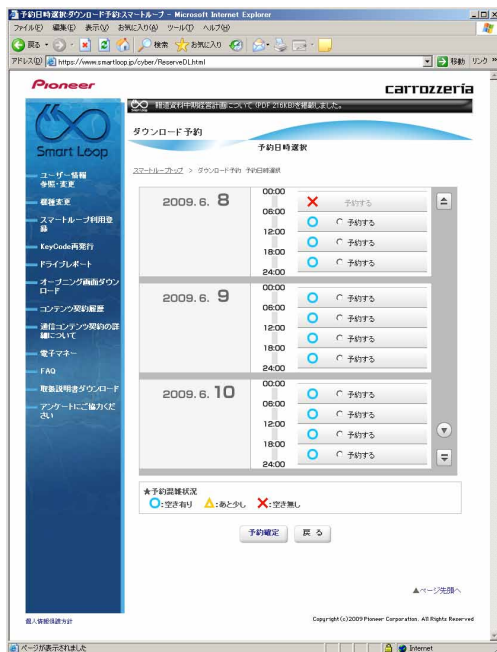 予約日時選択:ダウンロード予約:スマートループ - Microsoft Internet Explorer
ファイル(F) 編集(E) 表示(V) お気に入り(A) ツール(T) ヘルプ(H)
戻る 検索 お気に入り
アドレス(D) https://www.smartloop.jp/cyber/ReserveDL.html 移動 リンク »
Pioneer carrozzeria
報道資料中期経営計画について (PDF 216KB)を掲載しました。
Smart Loop
ダウンロード予約
予約日時選択
スマートループトップ > ダウンロード予約 予約日時選択
ユーザー情報
参照・変更
機種変更
スマートループ利用登
録
KeyCode再発行
ドライブレポート
オープニング画面ダウン
ロード
コンテンツ契約履歴
通信コンテンツ契約の詳
細について
電子マネー
FAQ
取扱説明書ダウンロード
アンケートにご協力くだ
さい
2009. 6. 8
00:00
予約する
06:00
予約する
12:00
予約する
18:00
予約する
24:00
2009. 6. 9
00:00
予約する
06:00
予約する
12:00
予約する
18:00
予約する
24:00
2009. 6. 10
00:00
予約する
06:00
予約する
12:00
予約する
18:00
予約する
24:00
★予約混雑状況
○:空き有り △:あと少し ×:空き無し
予約確定 戻る
▲ページ先頭へ
個人情報保護方針
Copyright(c)2009 Pioneer Corporation. All Rights Reserved
ページが表示されました
Internet